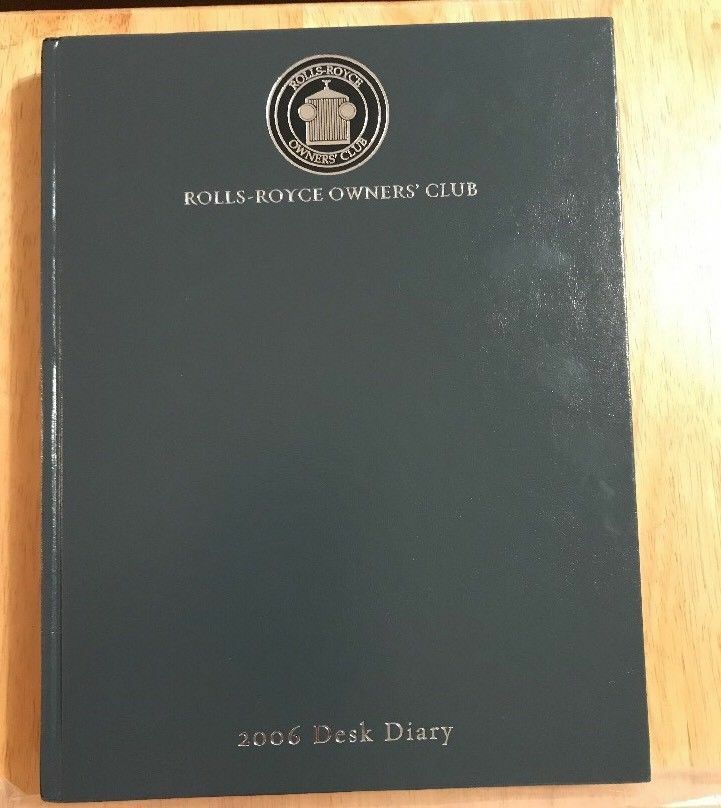 ROLLS-ROYCE
OWNERS' CLUB
ROLLS-ROYCE OWNERS' CLUB
2006 Desk Diary